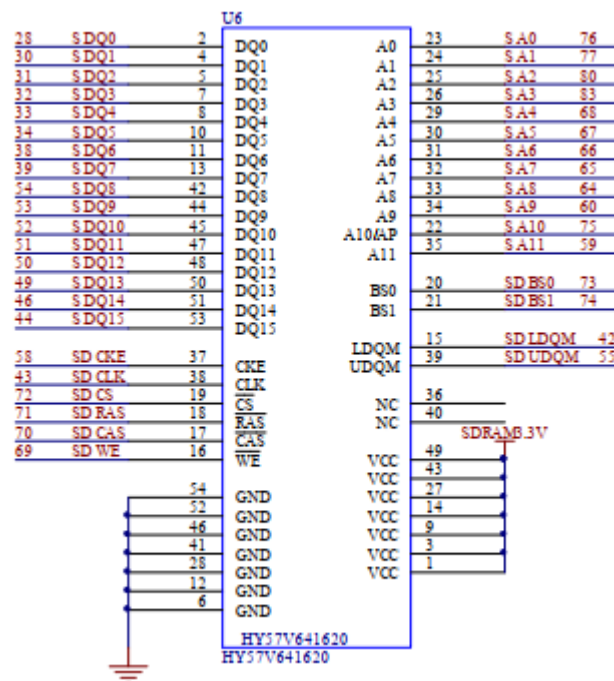 U6
28 SDQ0 2 DQ0 A0 23 SA0 76
30 SDQ1 4 DQ1 A1 24 SA1 77
31 SDQ2 5 DQ2 A2 25 SA2 80
32 SDQ3 7 DQ3 A3 26 SA3 83
33 SDQ4 8 DQ4 A4 29 SA4 68
34 SDQ5 10 DQ5 A5 30 SA5 67
38 SDQ6 11 DQ6 A6 31 SA6 66
39 SDQ7 13 DQ7 A7 32 SA7 65
54 SDQ8 42 DQ8 A8 33 SA8 64
53 SDQ9 44 DQ9 A9 34 SA9 60
52 SDQ10 45 DQ10 A10/AP 22 SA10 75
51 SDQ11 47 DQ11 A11 35 SA11 59
50 SDQ12 48 DQ12
49 SDQ13 50 DQ13 BS0 20 SD BS0 73
46 SDQ14 51 DQ14 BS1 21 SD BS1 74
44 SDQ15 53 DQ15
LDQM 15 SD LDQM 42
58 SD CKE 37 CKE UDQM 39 SD UDQM 55
43 SD CLK 38 CLK
72 SD CS 19 CS NC 36
71 SD RAS 18 RAS NC 40
70 SD CAS 17 CAS SDRAM3.3V
69 SD WE 16 WE VCC 49
VCC 43
54 GND VCC 27
52 GND VCC 14
46 GND VCC 9
41 GND VCC 3
28 GND VCC 1
12 GND
6 GND
HY57V641620
HY57V641620